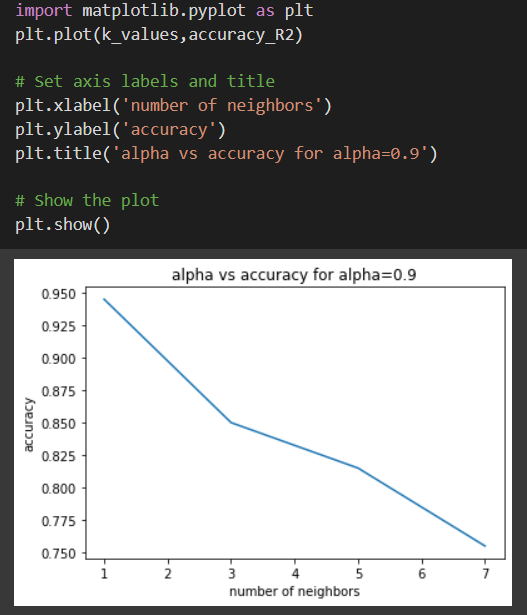 import matplotlib.pyplot as plt
plt.plot(k_values,accuracy_R2)
# Set axis labels and title
plt.xlabel('number of neighbors')
plt.ylabel('accuracy')
plt.title('alpha vs accuracy for alpha=0.9')
# Show the plot
plt.show()
alpha vs accuracy for alpha=0.9
0.950
0.925
0.900
0.875
0.850
0.825
0.800
0.775
0.750
accuracy
1 2 3 4 5 6 7
number of neighbors